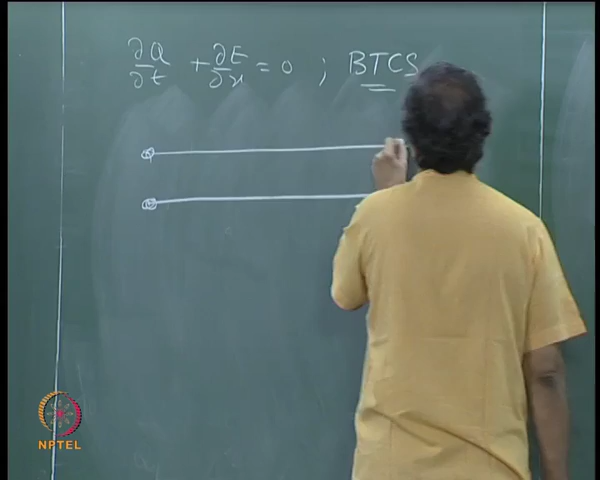 ∂Q/∂t + ∂E/∂x = 0 ; BTCS
NPTEL